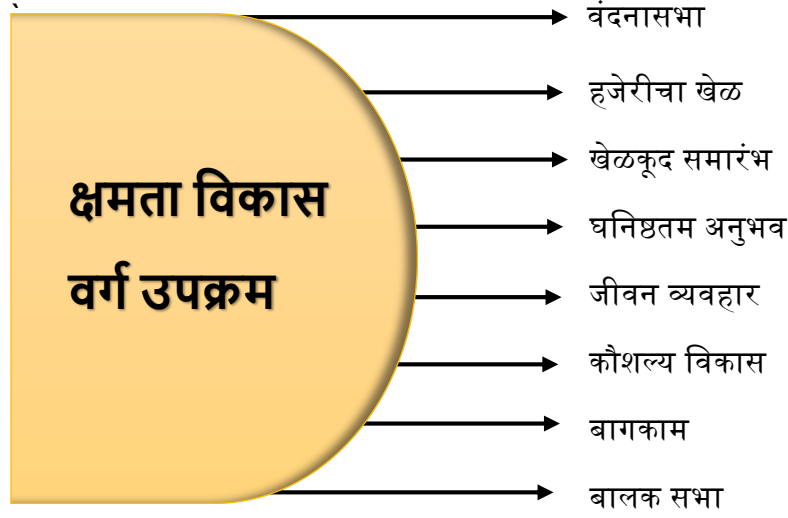 क्षमता विकास
वर्ग उपक्रम
वंदनासभा
हजेरीचा खेळ
खेळकूद समारंभ
घनिष्ठतम अनुभव
जीवन व्यवहार
कौशल्य विकास
बागकाम
बालक सभा